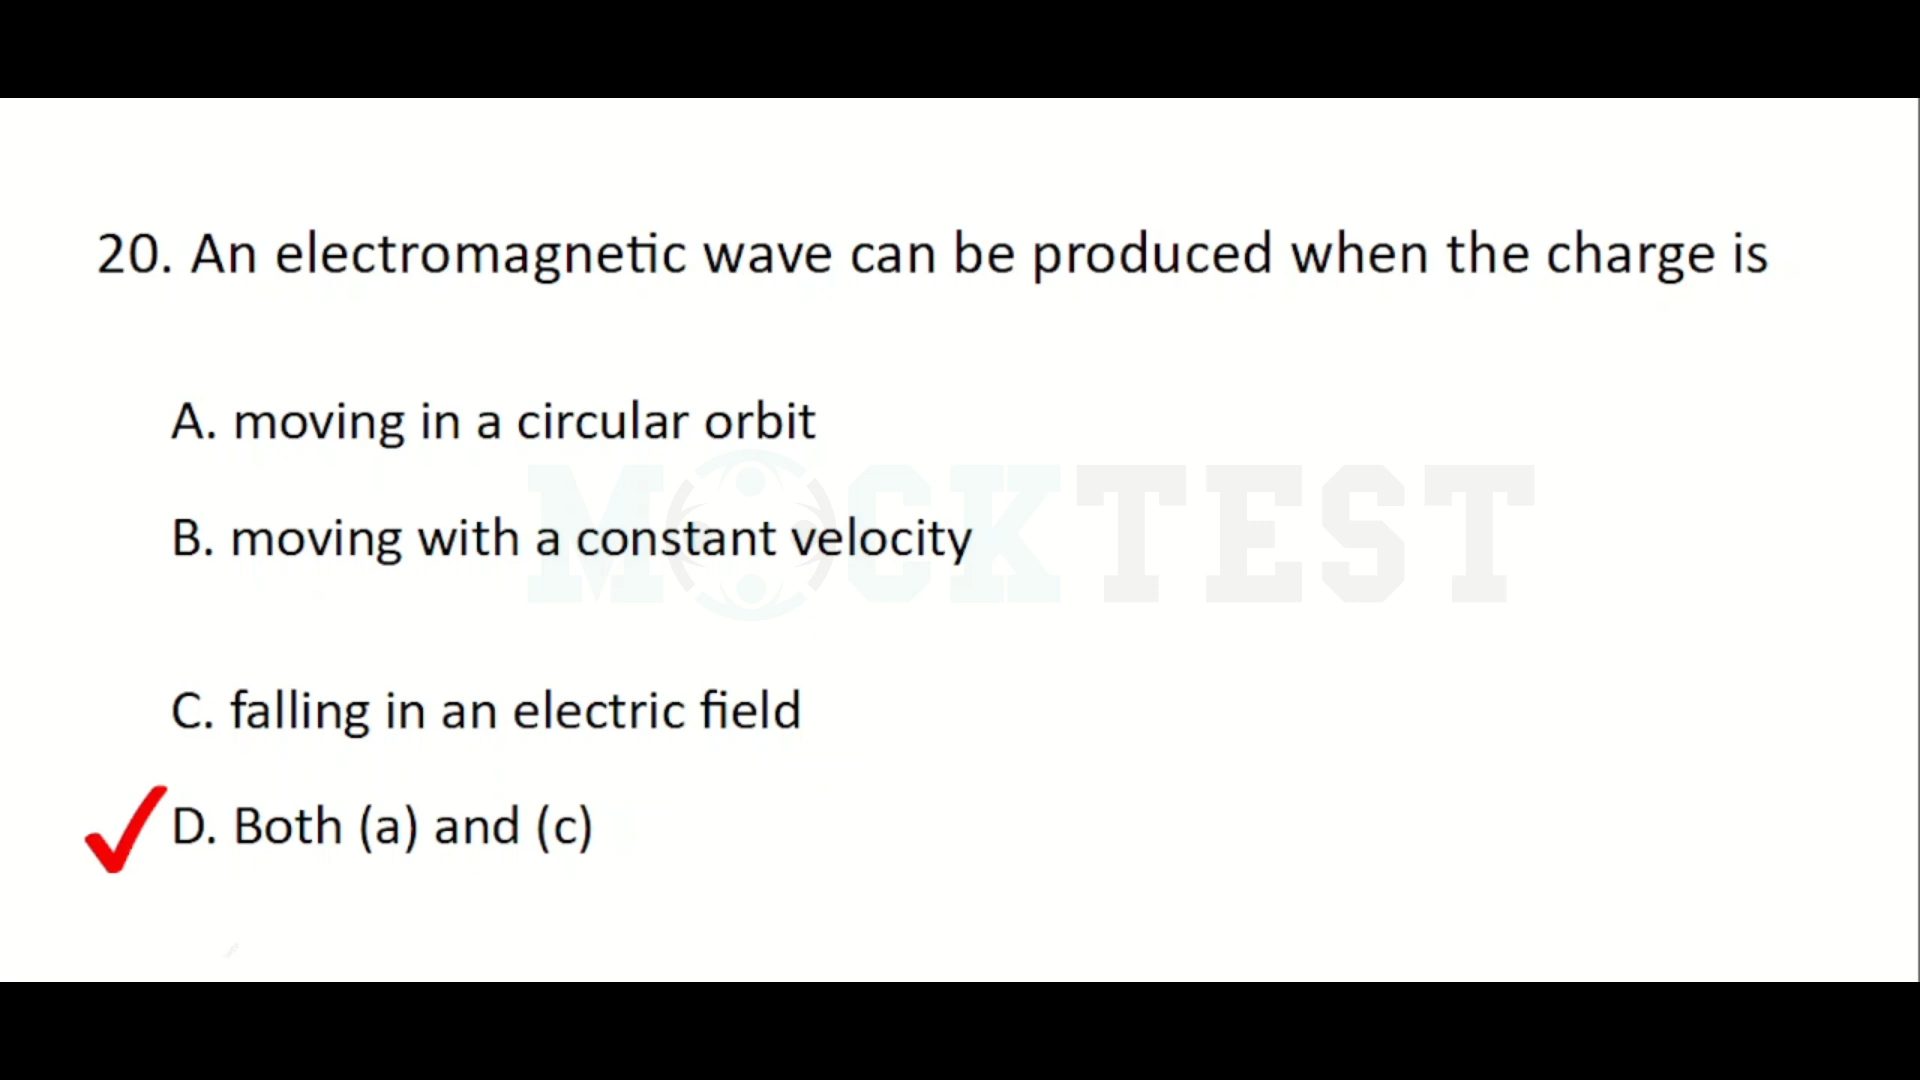 20. An electromagnetic wave can be produced when the charge is
A. moving in a circular orbit
B. moving with a constant velocity
MOCKTEST
C. falling in an electric field
D. Both (a) and (c)